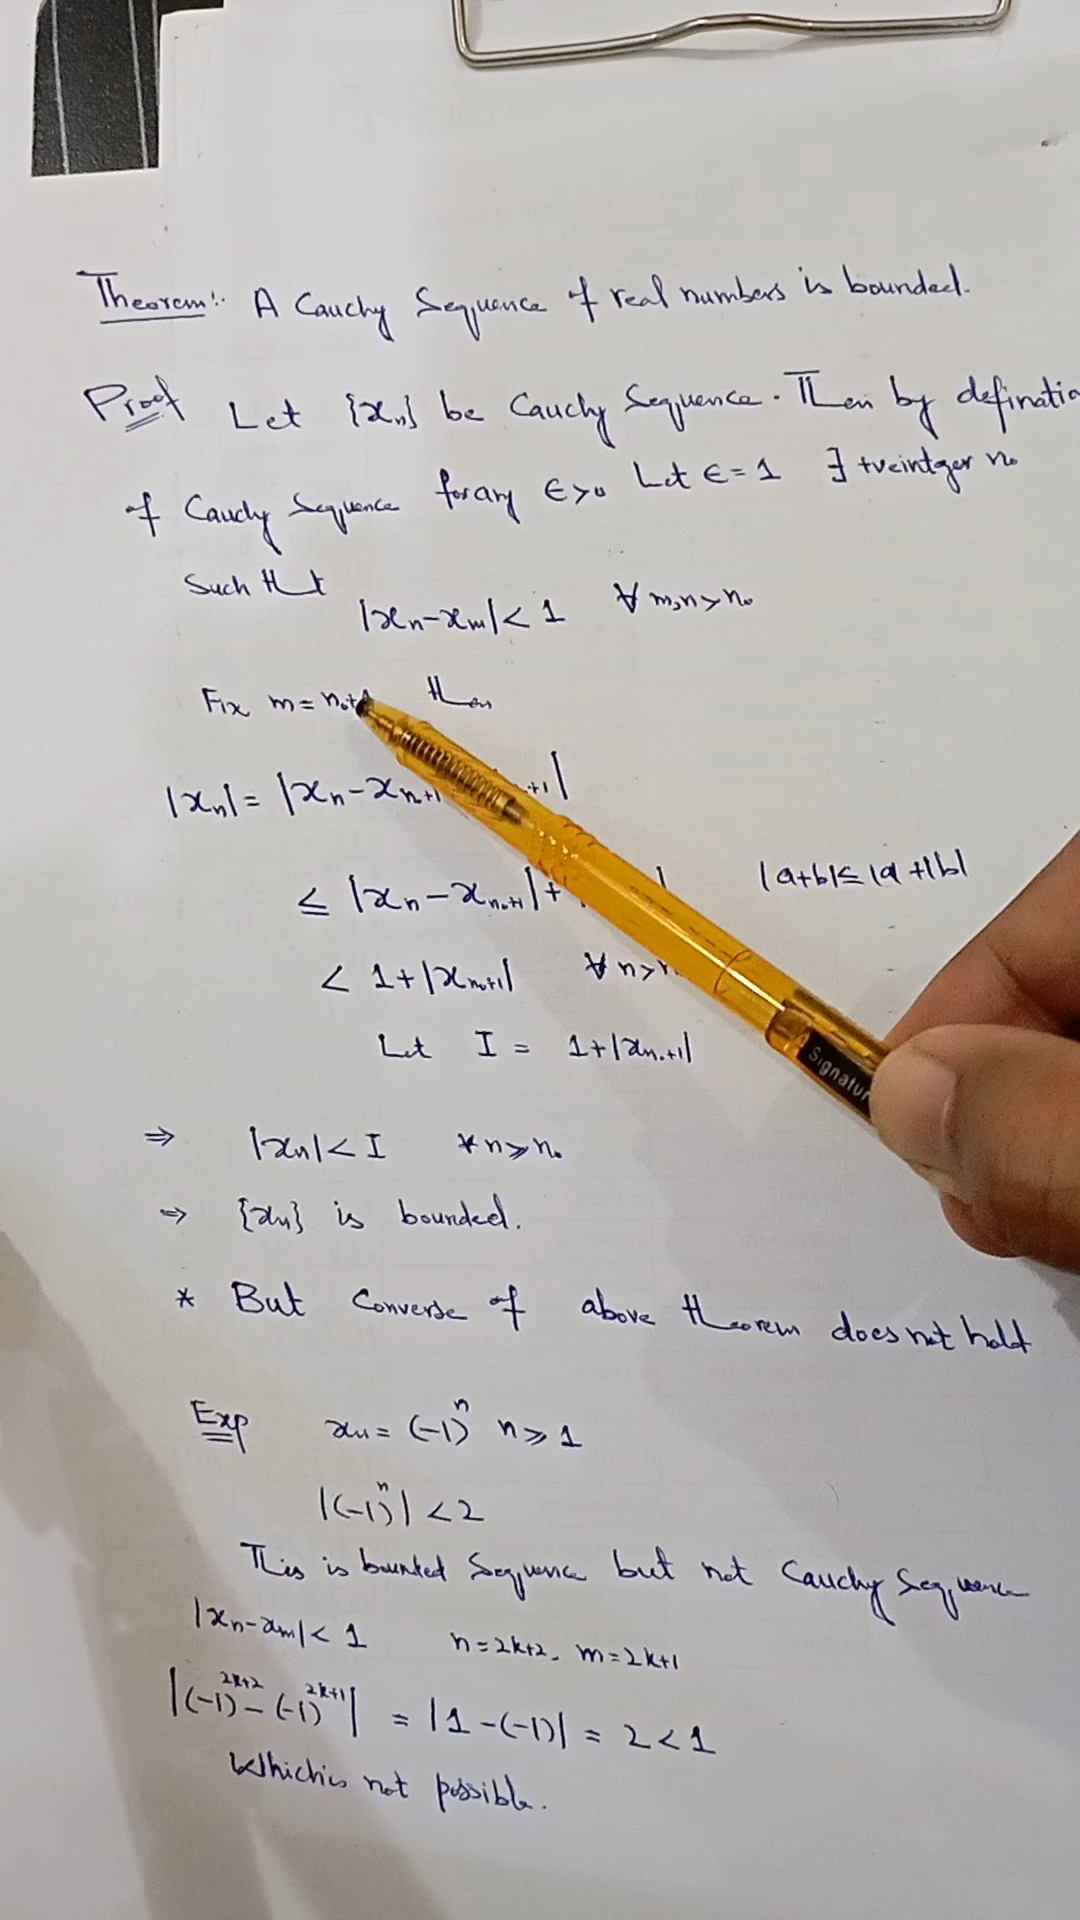 Theorem:. A Cauchy Sequence of real numbers is bounded.
Proof Let {xn} be Cauchy Sequence. Then by definatio
of Cauchy Sequence for any ϵ>0 Let ϵ=1 ∃ +ve intger n₀
Such that
|xn-xm|<1 ∀ m,n>n₀
Fix m=n₀+1 then
|xn|= |xn-xn₀+1 +1|
≤ |xn-xn₀+1|+ |a+b|≤|a|+|b|
< 1+|xn₀+1| ∀ n>n
Let I = 1+|xn₀+1|
Signatur
⇒ |xn|<I ∀ n≥n₀
⇒ {xn} is bounded.
* But Converse of above theorem does not hold
Exp xn=(-1)ⁿ n≥1
|(-1)ⁿ|<2
This is bounted Sequence but not Cauchy Sequence
|xn-xm|<1 n=2k+2, m=2k+1
|(-1)^2k+2-(-1)^2k+1| = |1-(-1)| = 2<1
Which is not possible.